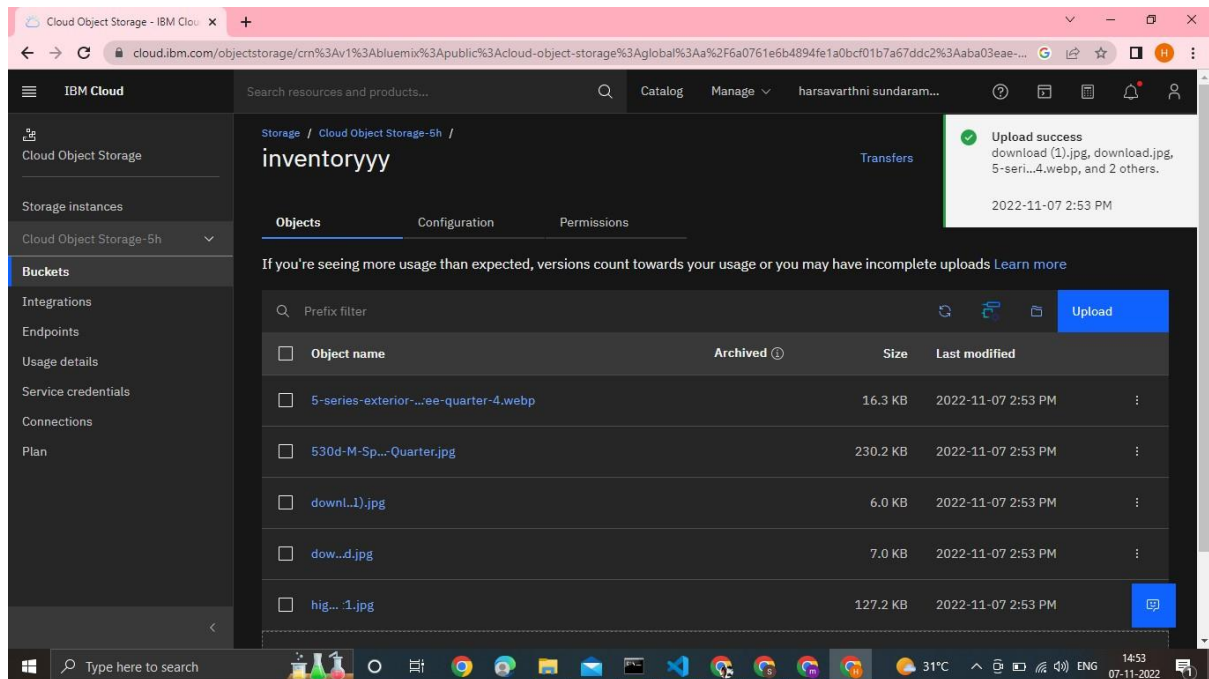 Cloud Object Storage - IBM Clou
cloud.ibm.com/objectstorage/crn%3Av1%3Abluemix%3Apublic%3Acloud-object-storage%3Aglobal%3Aa%2F6a0761e6b4894fe1a0bcf01b7a67ddc2%3Aaba03eae-...
H
IBM Cloud
Search resources and products...
Catalog
Manage
harsavarthni sundaram...
Cloud Object Storage
Storage instances
Cloud Object Storage-5h
Buckets
Integrations
Endpoints
Usage details
Service credentials
Connections
Plan
Storage / Cloud Object Storage-5h /
inventoryyy
Transfers
Upload success
download (1).jpg, download.jpg,
5-seri...4.webp, and 2 others.
2022-11-07 2:53 PM
Objects Configuration Permissions
If you're seeing more usage than expected, versions count towards your usage or you may have incomplete uploads Learn more
Prefix filter
Upload
Object name Archived Size Last modified
5-series-exterior-...ee-quarter-4.webp 16.3 KB 2022-11-07 2:53 PM
530d-M-Sp...-Quarter.jpg 230.2 KB 2022-11-07 2:53 PM
downl...1).jpg 6.0 KB 2022-11-07 2:53 PM
dow...d.jpg 7.0 KB 2022-11-07 2:53 PM
hig... :1.jpg 127.2 KB 2022-11-07 2:53 PM
Type here to search
31°C
ENG
14:53
07-11-2022